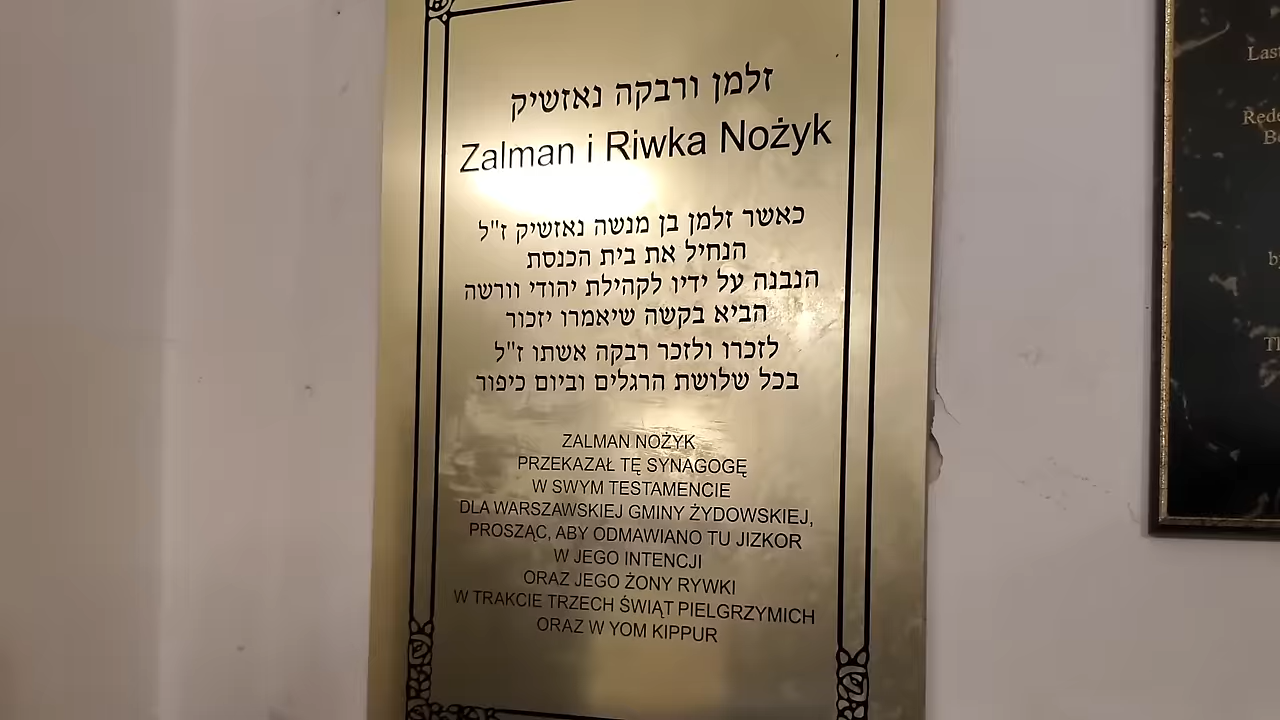 זלמן ורבקה נאזשיק
Zalman i Riwka Nożyk
כאשר זלמן בן מנשה נאזשיק ז"ל
הנחיל את בית הכנסת
הנבנה על ידיו לקהילת יהודי וורשה
הביא בקשה שיאמרו יזכור
לזכרו ולזכר רבקה אשתו ז"ל
בכל שלושת הרגלים וביום כיפור
ZALMAN NOŻYK
PRZEKAZAŁ TĘ SYNAGOGĘ
W SWYM TESTAMENCIE
DLA WARSZAWSKIEJ GMINY ŻYDOWSKIEJ,
PROSZĄC, ABY ODMAWIANO TU JIZKOR
W JEGO INTENCJI
ORAZ JEGO ŻONY RYWKI
W TRAKCIE TRZECH ŚWIĄT PIELGRZYMICH
ORAZ W YOM KIPPUR